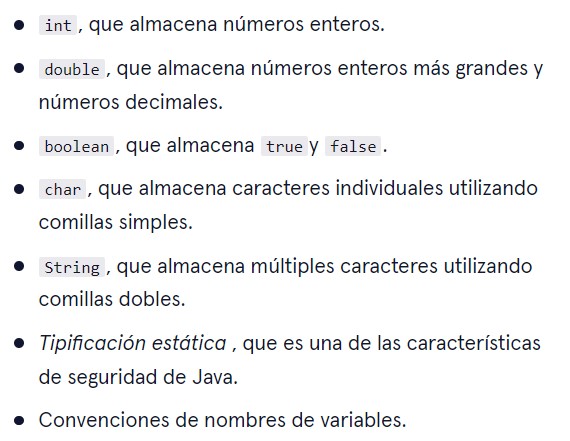 int, que almacena números enteros.
double, que almacena números enteros más grandes y
números decimales.
boolean, que almacena true y false.
char, que almacena caracteres individuales utilizando
comillas simples.
String, que almacena múltiples caracteres utilizando
comillas dobles.
Tipificación estática , que es una de las características
de seguridad de Java.
Convenciones de nombres de variables.